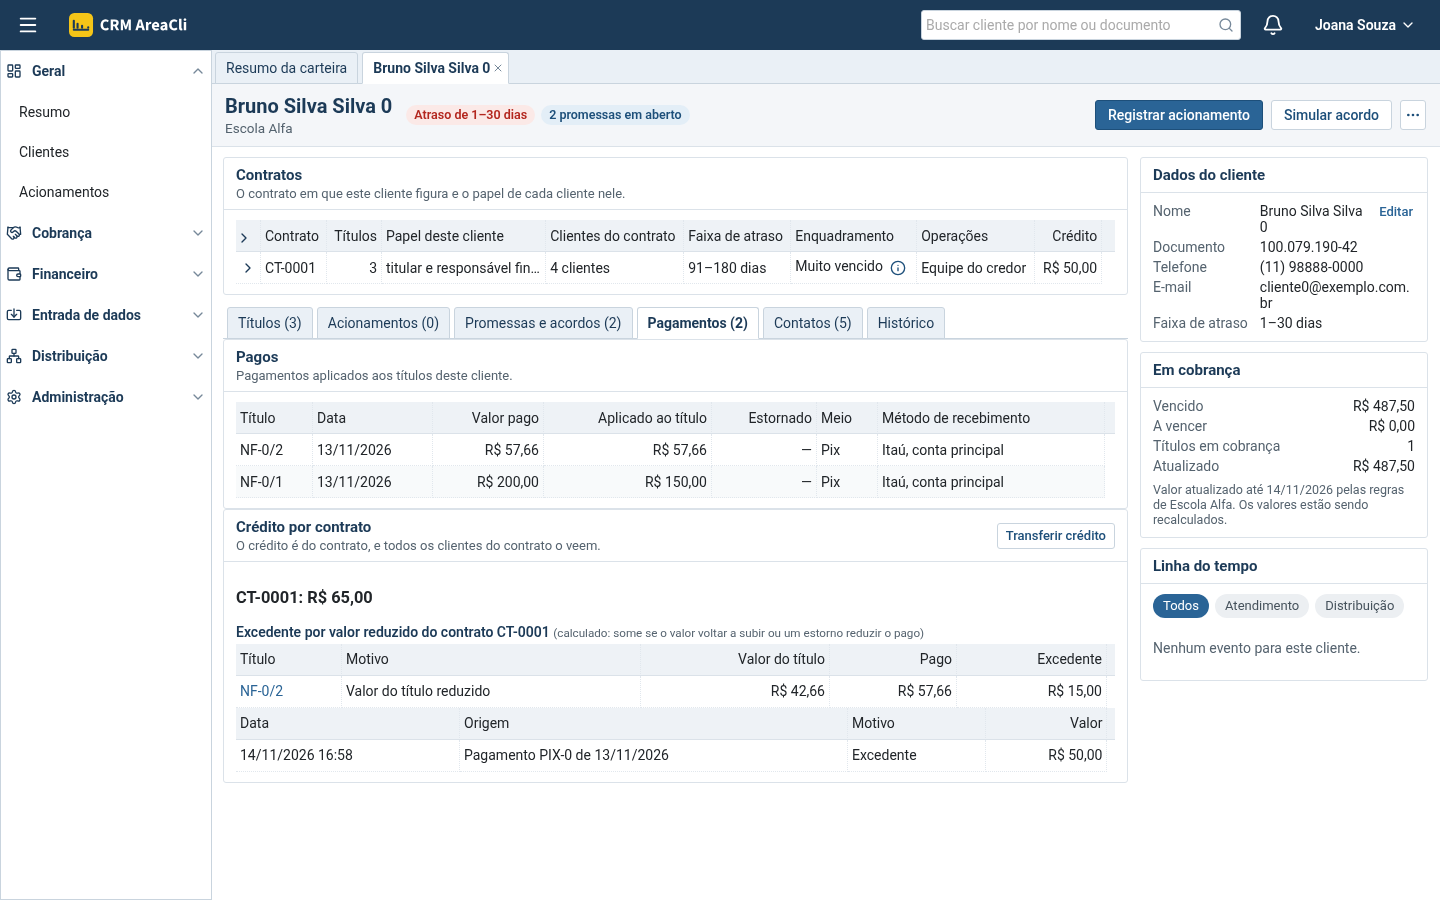 CRM AreaCli
Buscar cliente por nome ou documento
Joana Souza
Geral
Resumo
Clientes
Acionamentos
Cobrança
Financeiro
Entrada de dados
Distribuição
Administração
Resumo da carteira
Bruno Silva Silva 0 ×
Bruno Silva Silva 0
Escola Alfa
Atraso de 1–30 dias
2 promessas em aberto
Registrar acionamento
Simular acordo
Contratos
O contrato em que este cliente figura e o papel de cada cliente nele.
Contrato Títulos Papel deste cliente Clientes do contrato Faixa de atraso Enquadramento Operações Crédito
CT-0001 3 titular e responsável fin... 4 clientes 91–180 dias Muito vencido Equipe do credor R$ 50,00
Títulos (3) Acionamentos (0) Promessas e acordos (2) Pagamentos (2) Contatos (5) Histórico
Pagos
Pagamentos aplicados aos títulos deste cliente.
Título Data Valor pago Aplicado ao título Estornado Meio Método de recebimento
NF-0/2 13/11/2026 R$ 57,66 R$ 57,66 — Pix Itaú, conta principal
NF-0/1 13/11/2026 R$ 200,00 R$ 150,00 — Pix Itaú, conta principal
Crédito por contrato
O crédito é do contrato, e todos os clientes do contrato o veem.
Transferir crédito
CT-0001: R$ 65,00
Excedente por valor reduzido do contrato CT-0001 (calculado: some se o valor voltar a subir ou um estorno reduzir o pago)
Título Motivo Valor do título Pago Excedente
NF-0/2 Valor do título reduzido R$ 42,66 R$ 57,66 R$ 15,00
Data Origem Motivo Valor
14/11/2026 16:58 Pagamento PIX-0 de 13/11/2026 Excedente R$ 50,00
Dados do cliente
Nome Bruno Silva Silva Editar
0
Documento 100.079.190-42
Telefone (11) 98888-0000
E-mail cliente0@exemplo.com.
br
Faixa de atraso 1–30 dias
Em cobrança
Vencido R$ 487,50
A vencer R$ 0,00
Títulos em cobrança 1
Atualizado R$ 487,50
Valor atualizado até 14/11/2026 pelas regras
de Escola Alfa. Os valores estão sendo
recalculados.
Linha do tempo
Todos Atendimento Distribuição
Nenhum evento para este cliente.